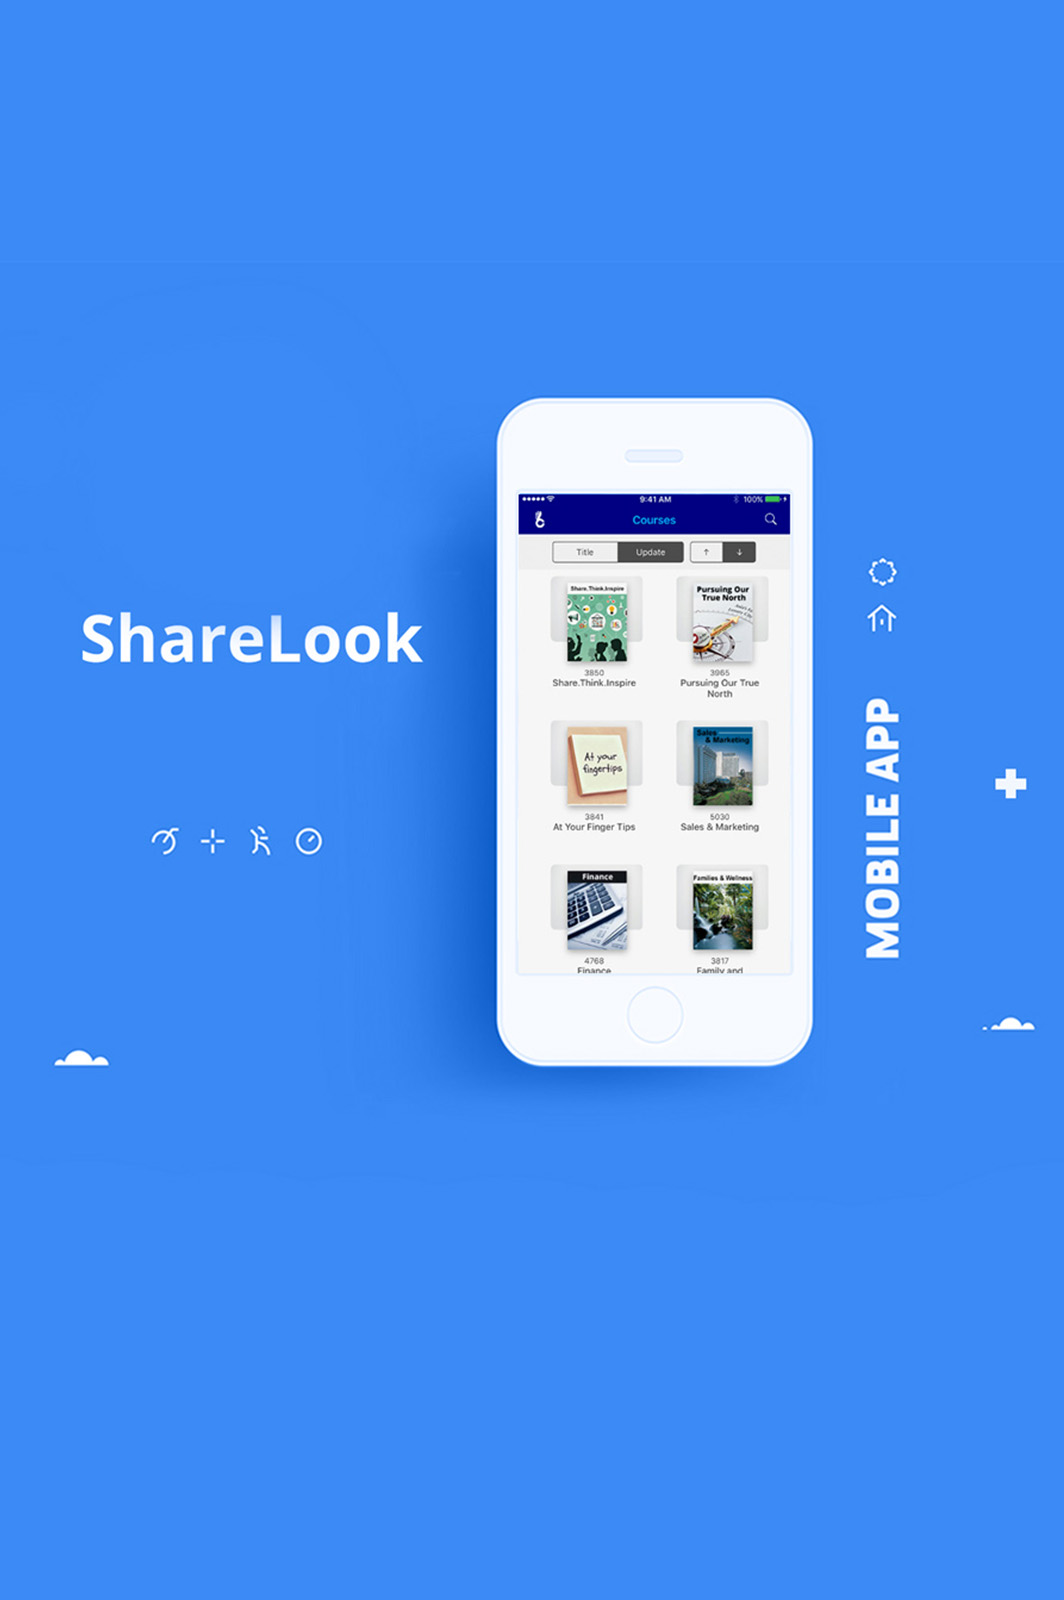 ShareLook
9:41 AM
100%
Courses
Title
Update
↑
↓
Share.Think.Inspire
3850
Share.Think.Inspire
Pursuing Our
True North
3965
Pursuing Our True
North
At your
fingertips
3841
At Your Finger Tips
Sales
& Marketing
5030
Sales & Marketing
Finance
4768
Finance
Families & Wellness
3817
Family and
MOBILE APP